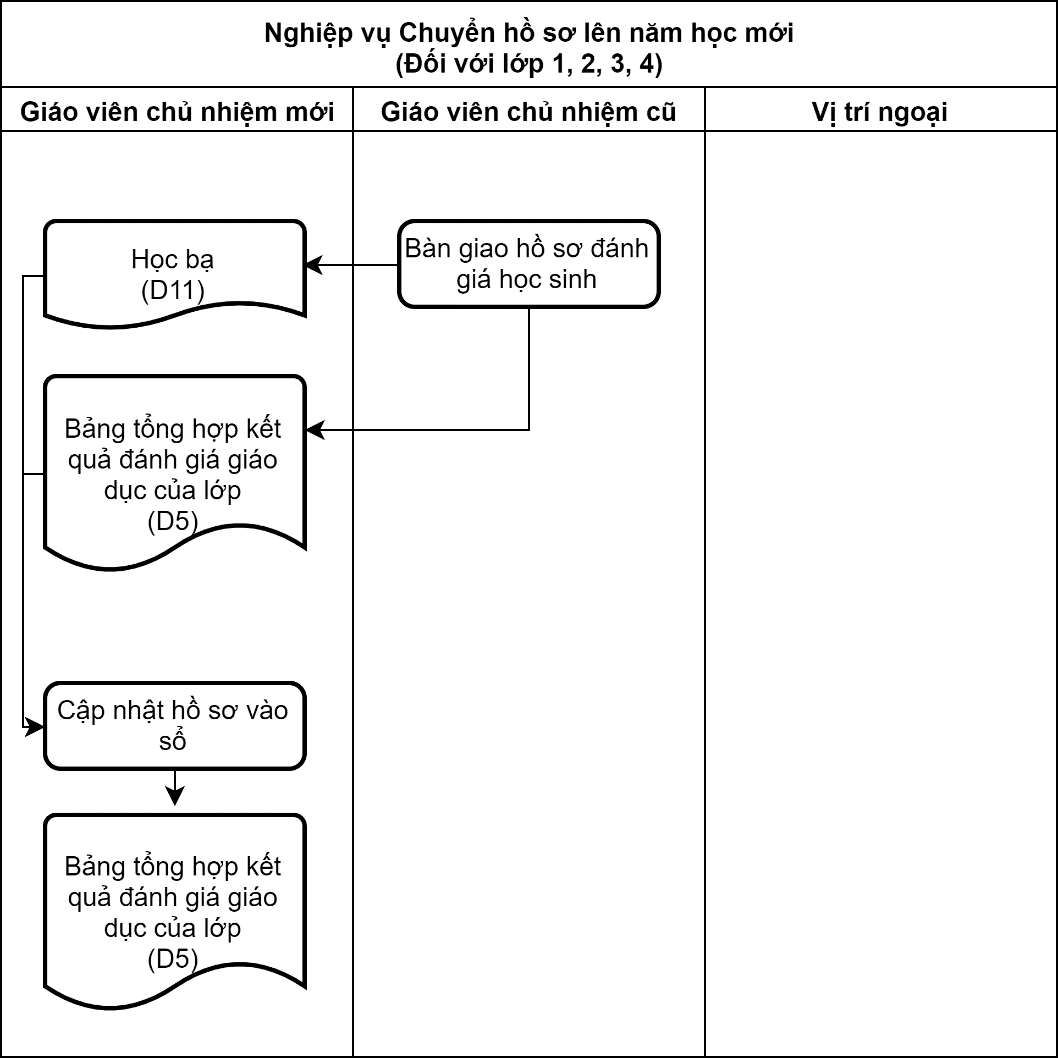 Nghiệp vụ Chuyển hồ sơ lên năm học mới
(Đối với lớp 1, 2, 3, 4)
Giáo viên chủ nhiệm mới
Giáo viên chủ nhiệm cũ
Vị trí ngoại
Học bạ
(D11)
Bàn giao hồ sơ đánh
giá học sinh
Bảng tổng hợp kết
quả đánh giá giáo
dục của lớp
(D5)
Cập nhật hồ sơ vào
sổ
Bảng tổng hợp kết
quả đánh giá giáo
dục của lớp
(D5)